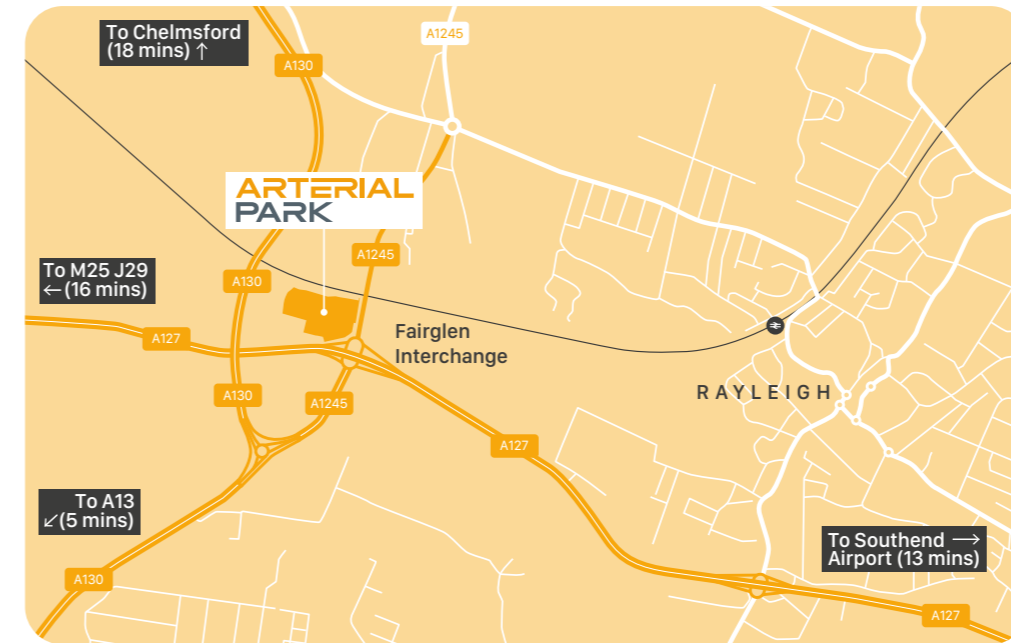 To Chelmsford
(18 mins) ↑
A1245
A130
ARTERIAL
PARK
A1245
To M25 J29
←(16 mins)
A130
A127
Fairglen
Interchange
RAYLEIGH
A130
A1245
A127
To A13
↙(5 mins)
To Southend →
Airport (13 mins)
A130
A127